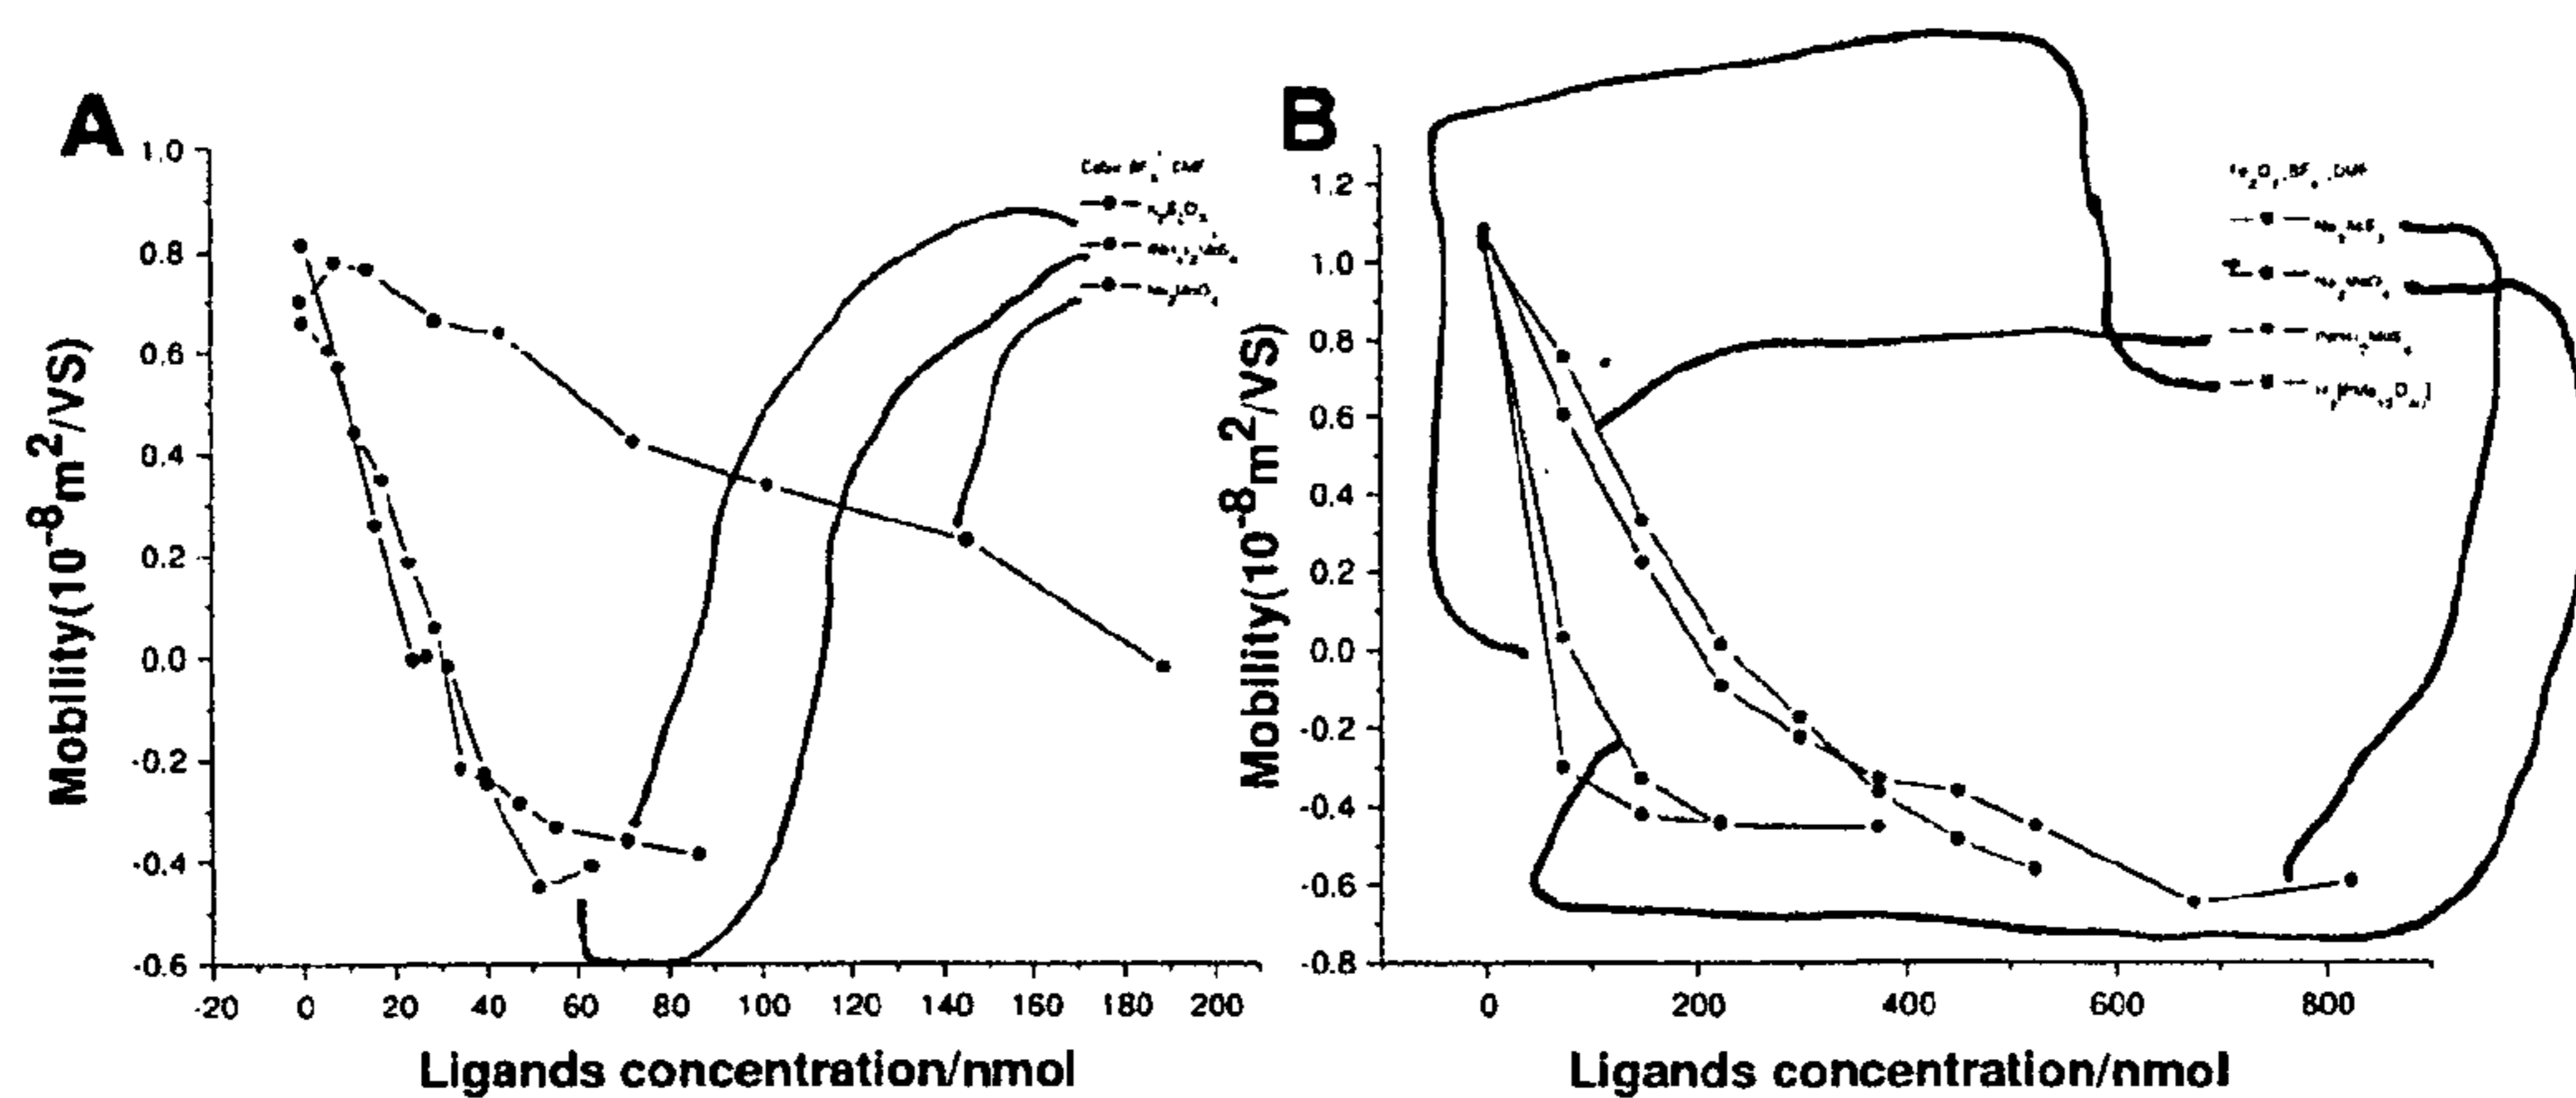 A
B
1.0
0.8
0.6
0.4
0.2
0.0
-0.2
-0.4
-0.6
Mobility(10⁻⁸m²/VS)
-20 0 20 40 60 80 100 120 140 160 180 200
Ligands concentration/nmol
1.2
1.0
0.8
0.6
0.4
0.2
0.0
-0.2
-0.4
-0.6
-0.8
Mobility(10⁻⁸m²/VS)
0 200 400 600 800
Ligands concentration/nmol